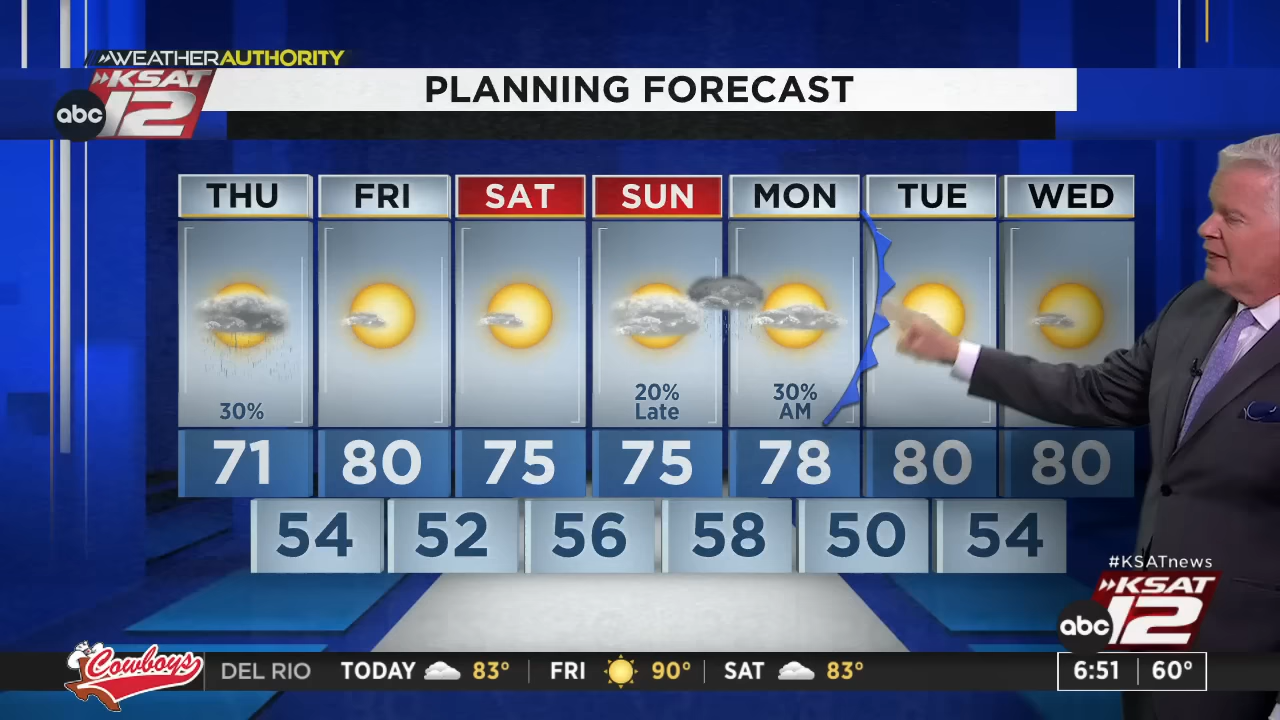 WEATHERAUTHORITY
KSAT
abc 12
PLANNING FORECAST
THU FRI SAT SUN MON TUE WED
30% 20% Late 30% AM
71 80 75 75 78 80 80
54 52 56 58 50 54
#KSATnews
KSAT
abc 12
Cowboys DEL RIO TODAY 83° FRI 90° SAT 83° 6:51 60°